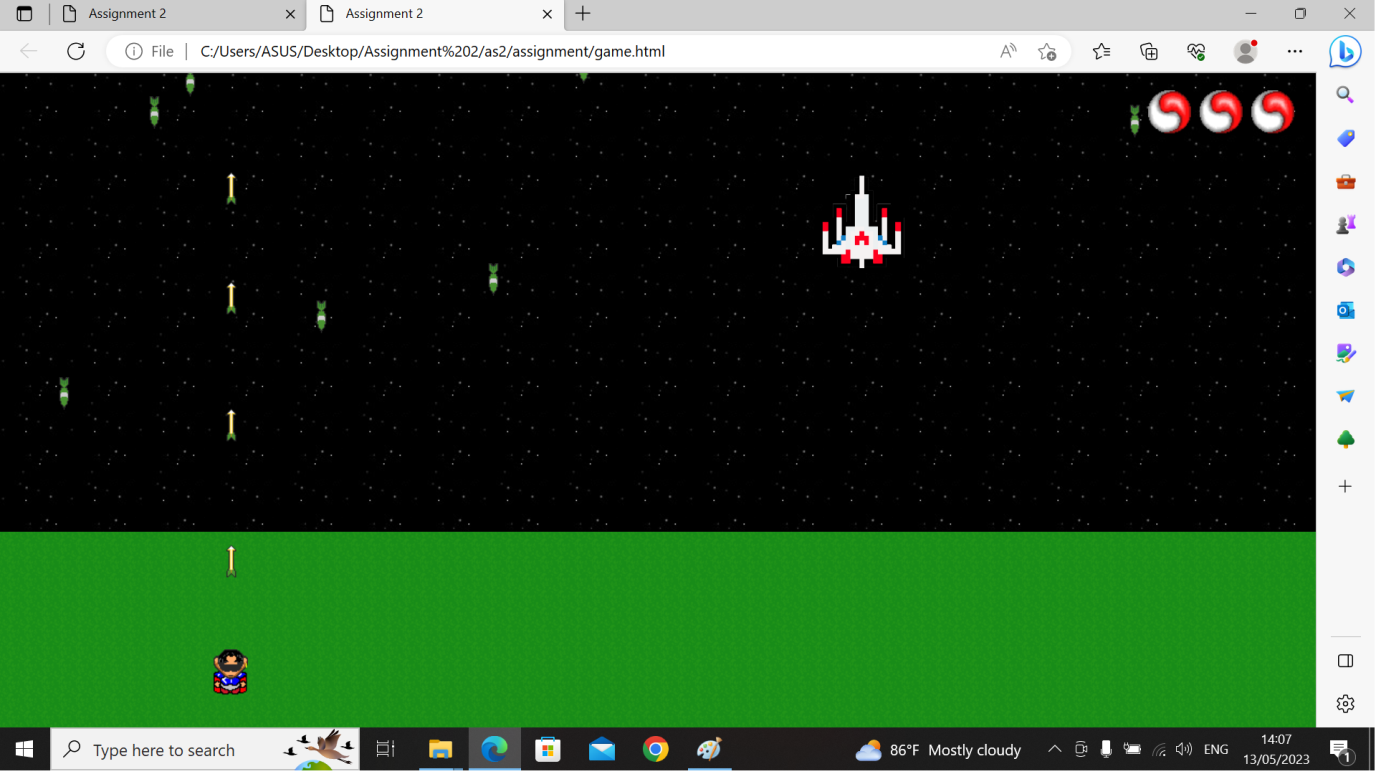 Assignment 2
Assignment 2
File
C:/Users/ASUS/Desktop/Assignment%202/as2/assignment/game.html
Type here to search
86°F Mostly cloudy
ENG
14:07
13/05/2023
1